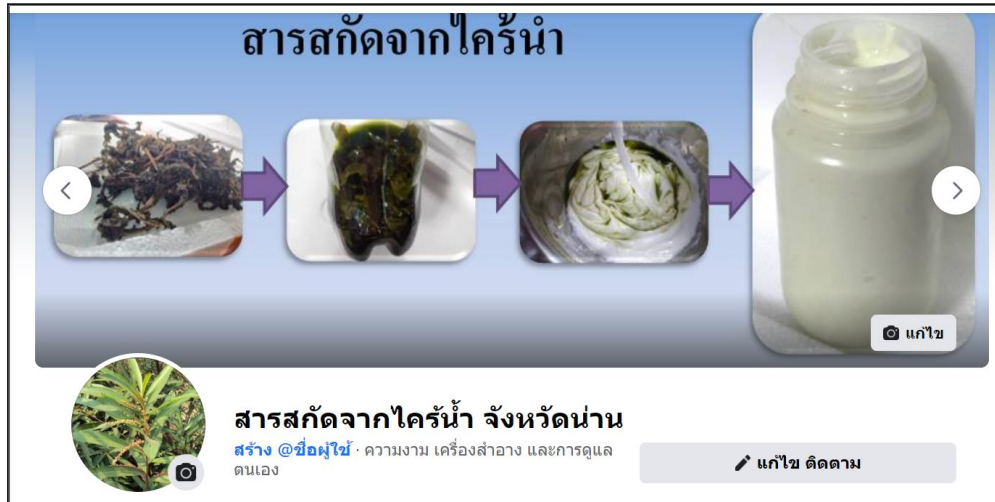 สารสกัดจากไคร้น้ำ
แก้ไข
สารสกัดจากไคร้น้ำ จังหวัดน่าน
สร้าง @ชื่อผู้ใช้ · ความงาม เครื่องสำอาง และการดูแล
ตนเอง
แก้ไข ติดตาม